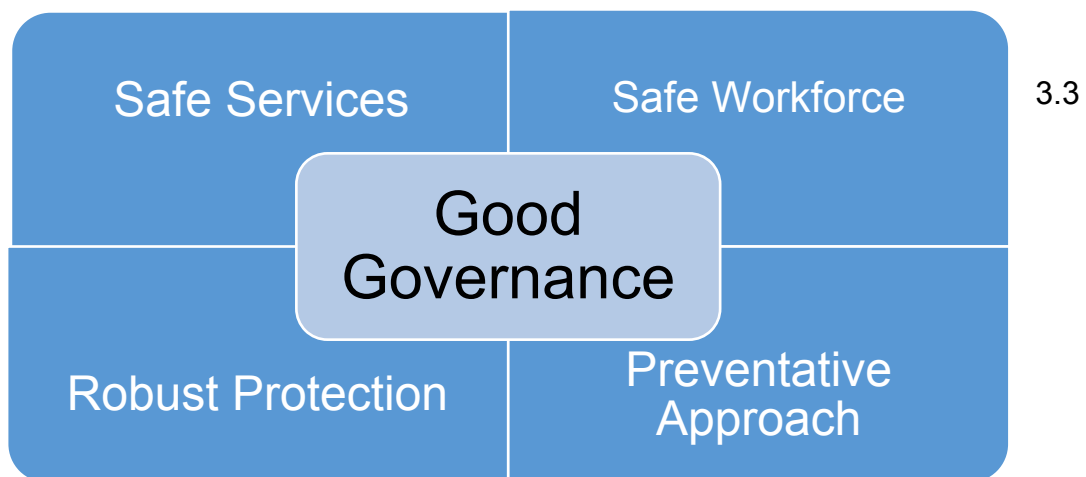 Safe Services
Safe Workforce
3.3
Good
Governance
Robust Protection
Preventative
Approach